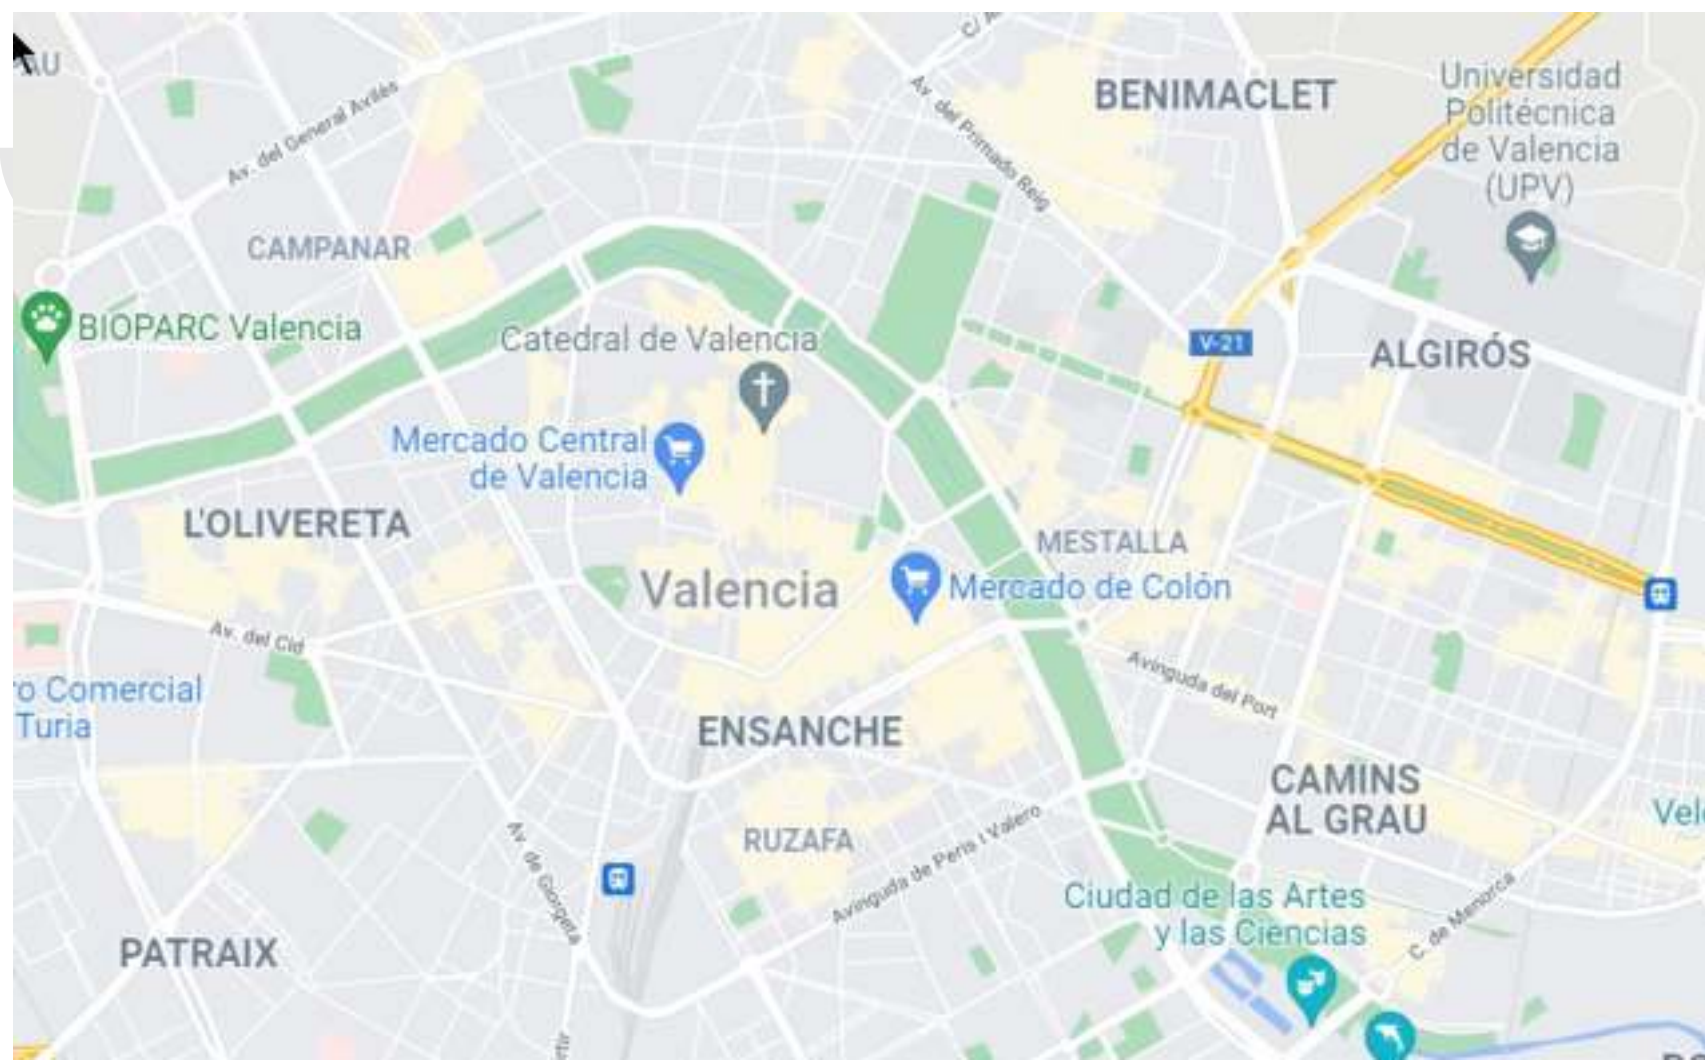 C/
BENIMACLET
Universidad
Politécnica
de Valencia
(UPV)
Av. del General Avilés
Av. del Primado Reig
CAMPANAR
BIOPARC Valencia
Catedral de Valencia
V-21
ALGIRÓS
Mercado Central
de Valencia
L'OLIVERETA
MESTALLA
Valencia
Mercado de Colón
Av. del Cid
Avinguda del Port
ro Comercial
Turia
ENSANCHE
CAMINS
AL GRAU
RUZAFA
Av. de Giorgeta
Avinguda de Peris I Valero
Ciudad de las Artes
y las Ciencias
C. de Menorca
PATRAIX